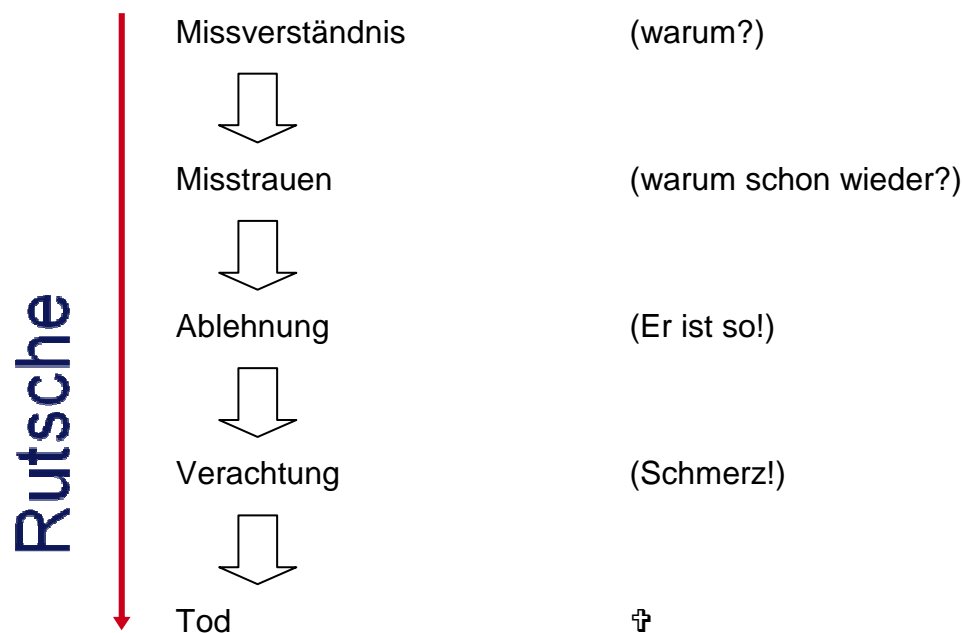 Missverständnis (warum?)
Misstrauen (warum schon wieder?)
Ablehnung (Er ist so!)
Verachtung (Schmerz!)
Tod ✞
Rutsche